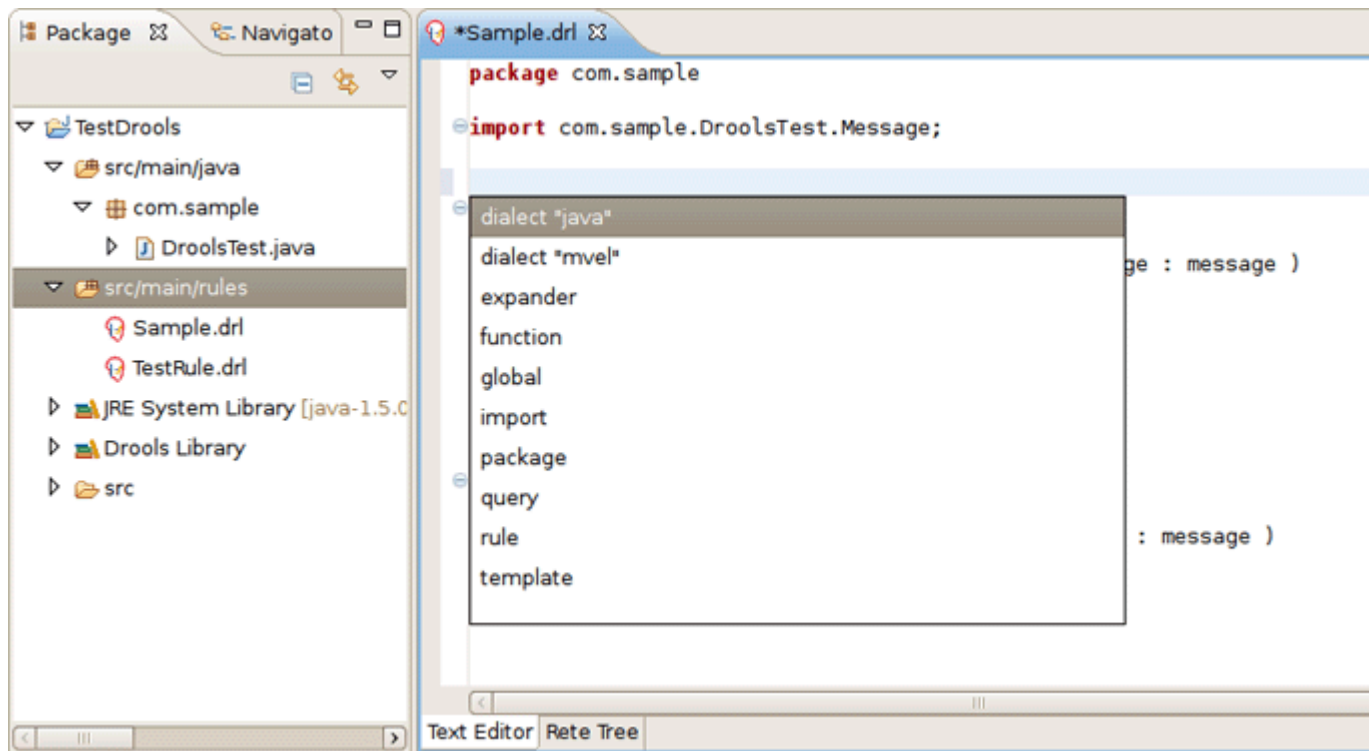 Package
Navigato
TestDrools
src/main/java
com.sample
DroolsTest.java
src/main/rules
Sample.drl
TestRule.drl
JRE System Library [java-1.5.0
Drools Library
src
*Sample.drl
package com.sample
import com.sample.DroolsTest.Message;
dialect "java"
dialect "mvel"
ge : message )
expander
function
global
import
package
query
rule
: message )
template
Text Editor
Rete Tree